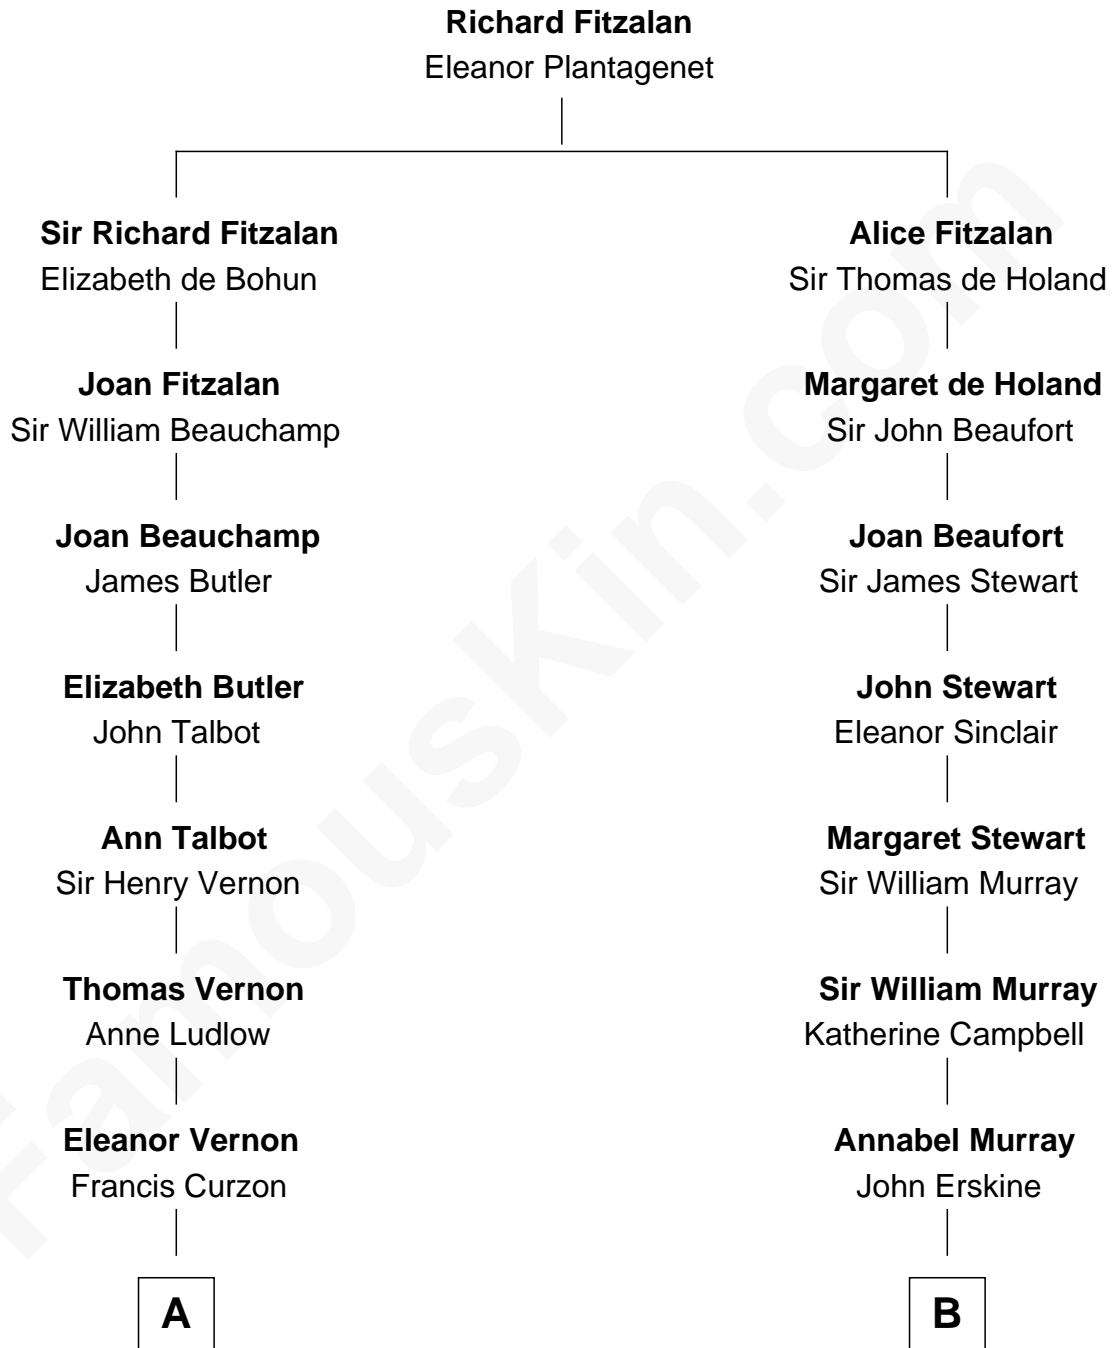 Richard Fitzalan
Eleanor Plantagenet
Sir Richard Fitzalan
Elizabeth de Bohun
Alice Fitzalan
Sir Thomas de Holand
Joan Fitzalan
Sir William Beauchamp
Margaret de Holand
Sir John Beaufort
Joan Beauchamp
James Butler
Joan Beaufort
Sir James Stewart
Elizabeth Butler
John Talbot
John Stewart
Eleanor Sinclair
Ann Talbot
Sir Henry Vernon
Margaret Stewart
Sir William Murray
Thomas Vernon
Anne Ludlow
Sir William Murray
Katherine Campbell
Eleanor Vernon
Francis Curzon
Annabel Murray
John Erskine
A
B
FamousKin.com